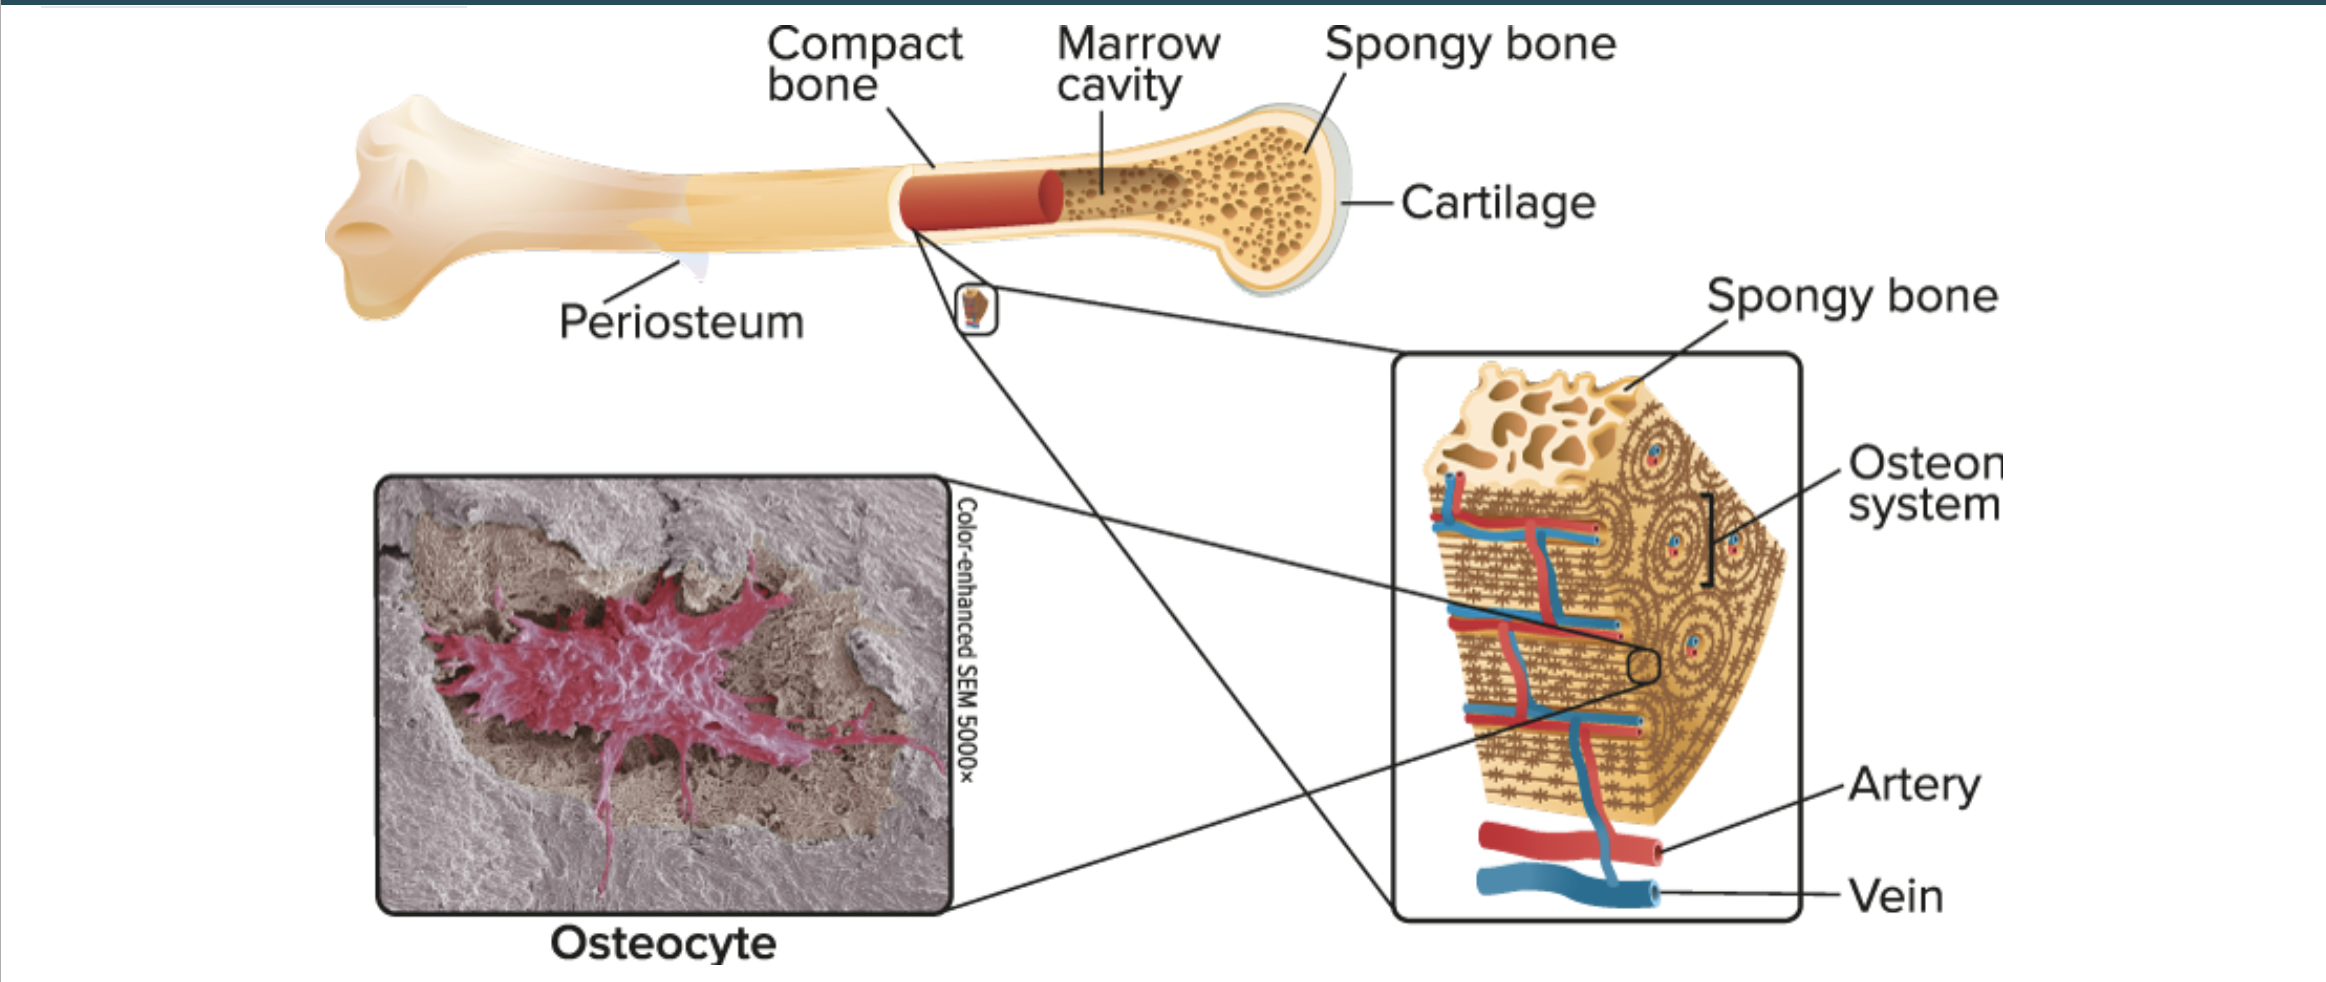 Compact
bone
Marrow
cavity
Spongy bone
Cartilage
Periosteum
Spongy bone
Osteon
system
Artery
Vein
Color-enhanced SEM 5000×
Osteocyte